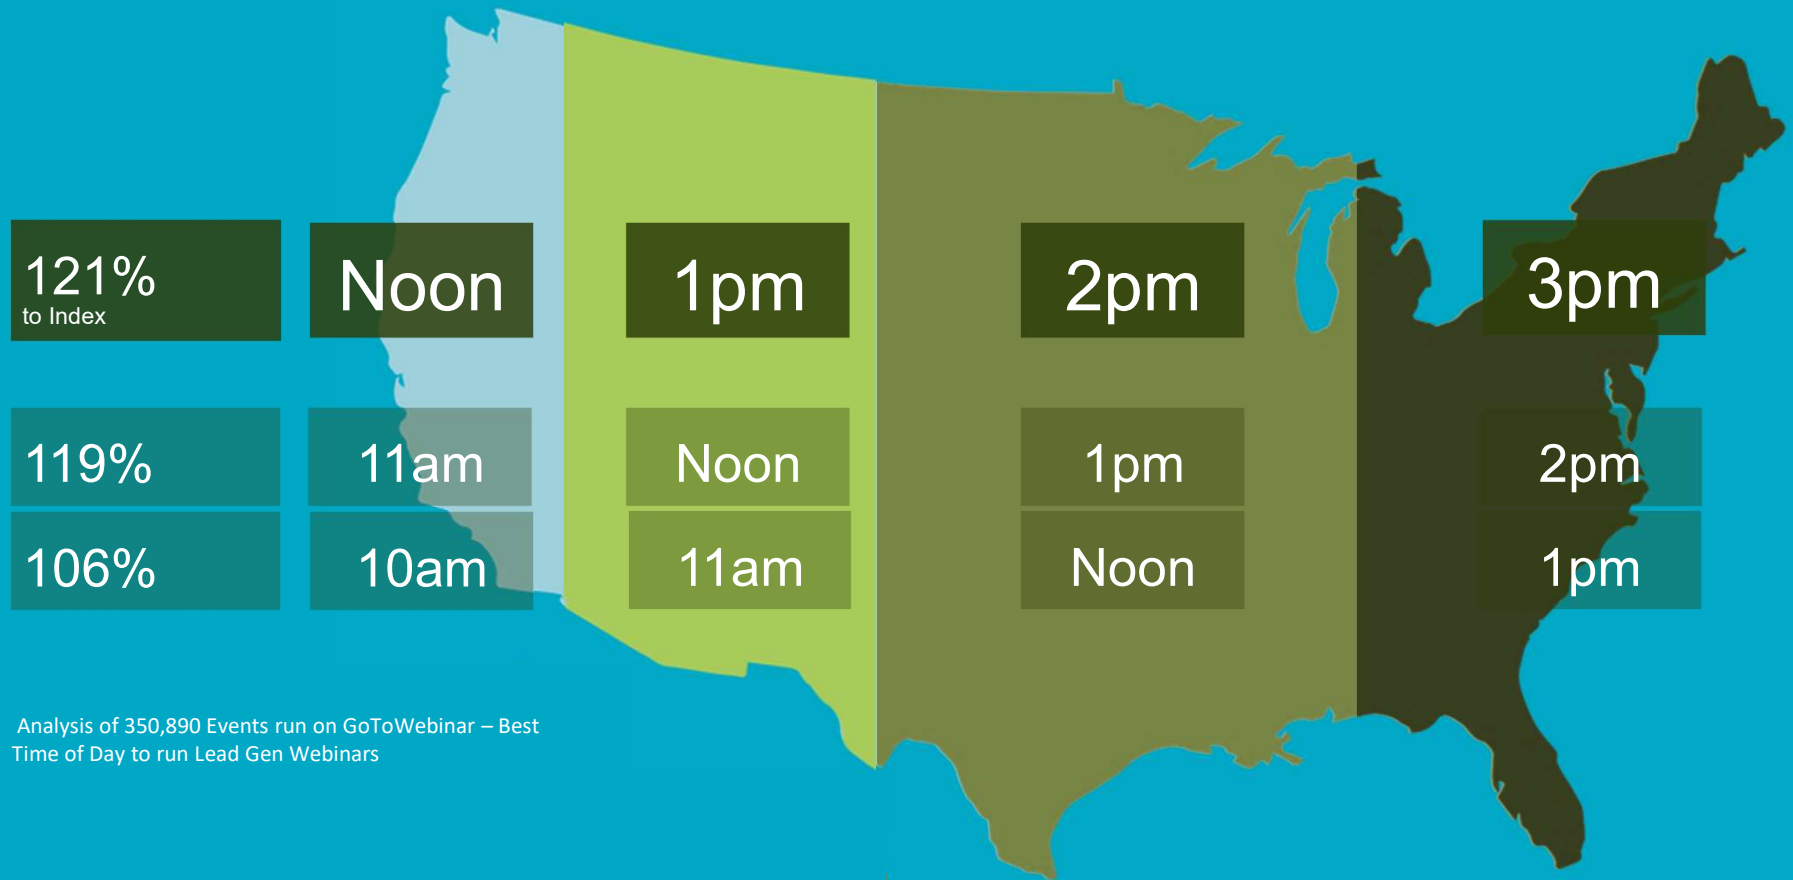 121%
to Index
Noon
1pm
2pm
3pm
119%
11am
Noon
1pm
2pm
106%
10am
11am
Noon
1pm
Analysis of 350,890 Events run on GoToWebinar – Best
Time of Day to run Lead Gen Webinars